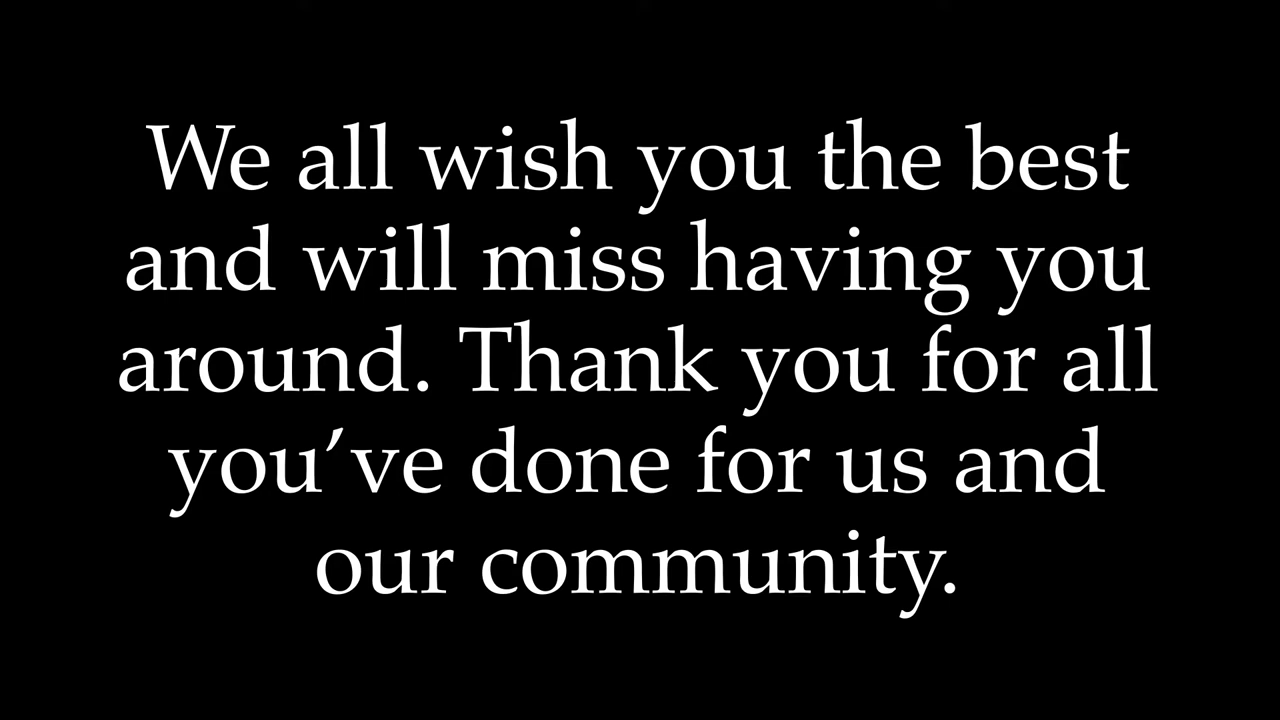 We all wish you the best
and will miss having you
around. Thank you for all
you’ve done for us and
our community.